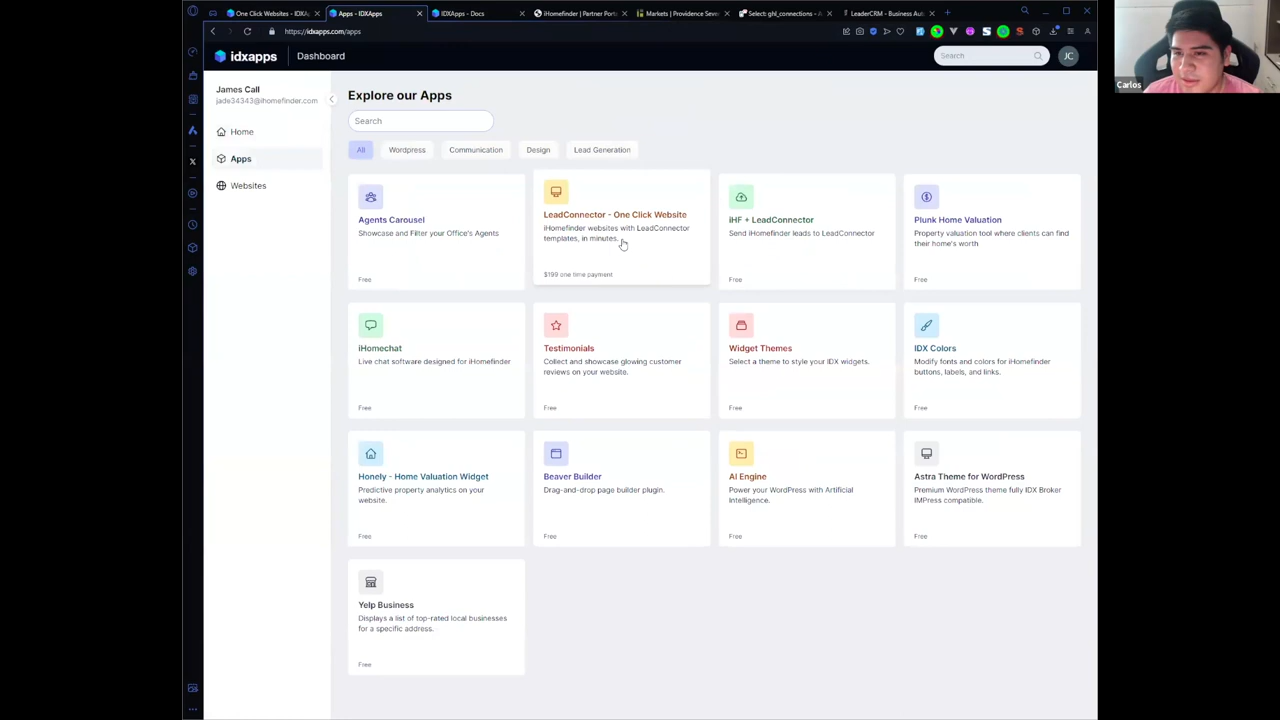 One Click Websites - IDXA
Apps - IDXApps
IDXApps - Docs
iHomefinder | Partner Porta
Markets | Providence Sever
Select: ghl_connections - A
LeaderCRM - Business Aut
https://idxapps.com/apps
idxapps
Dashboard
Search
JC
Carlos
James Call
jade34343@ihomefinder.com
Home
Apps
Websites
Explore our Apps
Search
All
Wordpress
Communication
Design
Lead Generation
Agents Carousel
Showcase and Filter your Office's Agents
Free
LeadConnector - One Click Website
iHomefinder websites with LeadConnector
templates, in minutes.
$199 one time payment
iHF + LeadConnector
Send iHomefinder leads to LeadConnector
Free
Plunk Home Valuation
Property valuation tool where clients can find
their home's worth
Free
iHomechat
Live chat software designed for iHomefinder
Free
Testimonials
Collect and showcase glowing customer
reviews on your website.
Free
Widget Themes
Select a theme to style your IDX widgets.
Free
IDX Colors
Modify fonts and colors for iHomefinder
buttons, labels, and links.
Free
Honely - Home Valuation Widget
Predictive property analytics on your
website.
Free
Beaver Builder
Drag-and-drop page builder plugin.
Free
AI Engine
Power your WordPress with Artificial
Intelligence.
Free
Astra Theme for WordPress
Premium WordPress theme fully IDX Broker
IMPress compatible.
Free
Yelp Business
Displays a list of top-rated local businesses
for a specific address.
Free